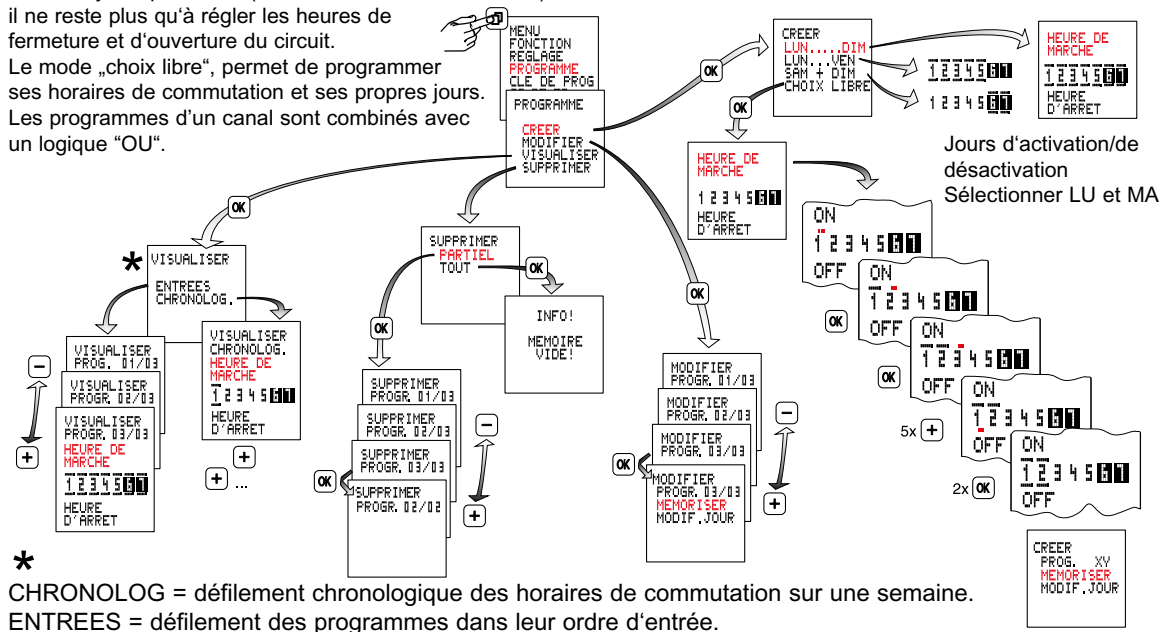 il ne reste plus qu‘à régler les heures de
fermeture et d‘ouverture du circuit.
Le mode „choix libre“, permet de programmer
ses horaires de commutation et ses propres jours.
Les programmes d’un canal sont combinés avec
un logique “OU“.
MENU
FONCTION
REGLAGE
PROGRAMME
CLE DE PROG
PROGRAMME
CREER
MODIFIER
VISUALISER
SUPPRIMER
OK
CREER
LUN.....DIM
LUN...VEN
SAM + DIM
CHOIX LIBRE
1 2 3 4 5 6 7
1 2 3 4 5 6 7
HEURE DE
MARCHE
1 2 3 4 5 6 7
HEURE
D'ARRET
OK
HEURE DE
MARCHE
1 2 3 4 5 6 7
HEURE
D'ARRET
Jours d‘activation/de
désactivation
Sélectionner LU et MA
OK
ON
1 2 3 4 5 6 7
OFF
OK
ON
1 2 3 4 5 6 7
OFF
OK
ON
1 2 3 4 5 6 7
OFF
5x +
ON
1 2 3 4 5 6 7
OFF
2x OK
ON
1 2 3 4 5 6 7
OFF
CREER
PROG. XY
MEMORISER
MODIF.JOUR
OK
* VISUALISER
ENTREES
CHRONOLOG.
VISUALISER
PROG. 01/03
VISUALISER
PROGR. 02/03
VISUALISER
PROGR. 03/03
HEURE DE
MARCHE
1 2 3 4 5 6 7
HEURE
D'ARRET
−
+
VISUALISER
CHRONOLOG.
HEURE DE
MARCHE
1 2 3 4 5 6 7
HEURE
D'ARRET
+
+ ...
SUPPRIMER
PARTIEL
TOUT
OK
INFO!
MEMOIRE
VIDE!
OK
SUPPRIMER
PROGR. 01/03
SUPPRIMER
PROGR. 02/03
SUPPRIMER
PROGR. 03/03
OK
SUPPRIMER
PROGR. 02/02
−
+
OK
MODIFIER
PROGR. 01/03
MODIFIER
PROGR. 02/03
MODIFIER
PROGR. 03/03
OK
MODIFIER
PROGR. 03/03
MEMORISER
MODIF.JOUR
−
+
*
CHRONOLOG = défilement chronologique des horaires de commutation sur une semaine.
ENTREES = défilement des programmes dans leur ordre d‘entrée.